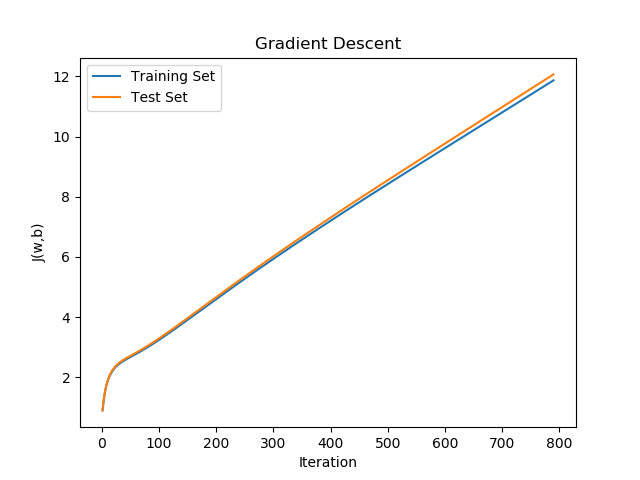 Gradient Descent
Training Set
Test Set
12
10
8
6
4
2
J(w,b)
0 100 200 300 400 500 600 700 800
Iteration